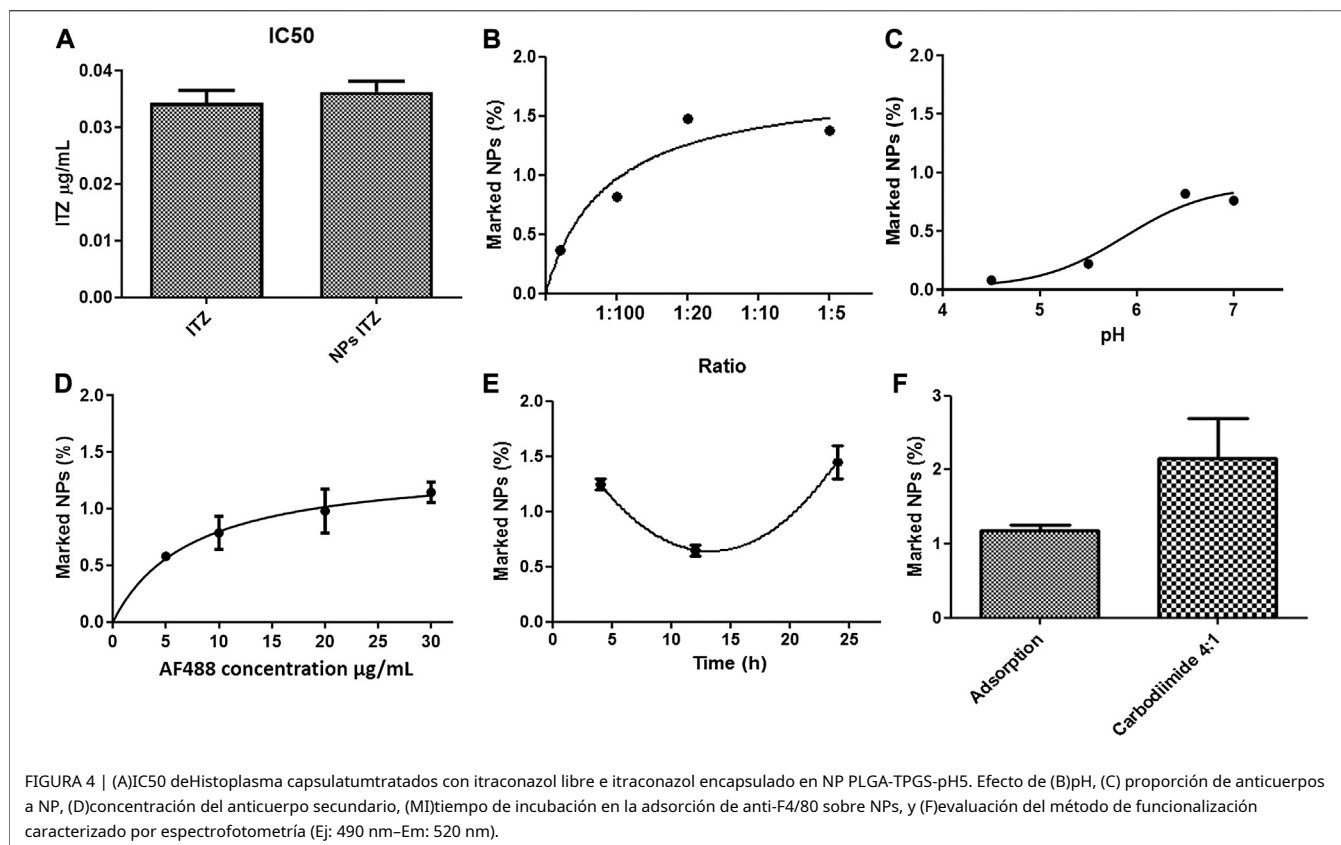 A
IC50
ITZ µg/mL
0.04
0.03
0.02
0.01
0.00
ITZ
NPs ITZ
B
Marked NPs (%)
2.0
1.5
1.0
0.5
0.0
1:100 1:20 1:10 1:5
Ratio
C
Marked NPs (%)
2.0
1.5
1.0
0.5
0.0
4 5 6 7
pH
D
Marked NPs (%)
2.0
1.5
1.0
0.5
0.0
0 5 10 15 20 25 30
AF488 concentration µg/mL
E
Marked NPs (%)
2.0
1.5
1.0
0.5
0.0
0 5 10 15 20 25
Time (h)
F
Marked NPs (%)
3
2
1
0
Adsorption
Carbodiimide 4:1
FIGURA 4 | (A)IC50 deHistoplasma capsulatumtratados con itraconazol libre e itraconazol encapsulado en NP PLGA-TPGS-pH5. Efecto de (B)pH, (C) proporción de anticuerpos
a NP, (D)concentración del anticuerpo secundario, (MI)tiempo de incubación en la adsorción de anti-F4/80 sobre NPs, y (F)evaluación del método de funcionalización
caracterizado por espectrofotometría (Ej: 490 nm–Em: 520 nm).